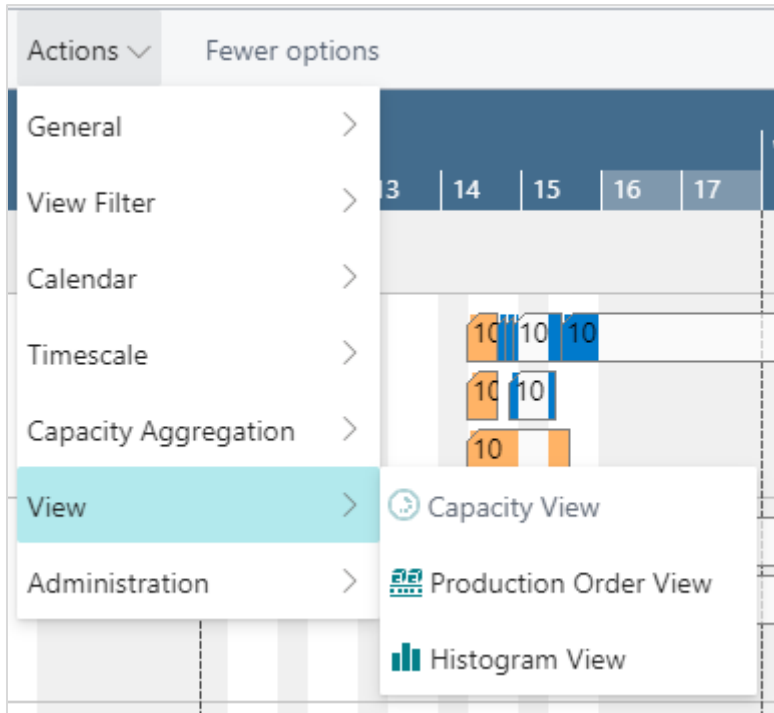 Actions Fewer options
General
View Filter
3 14 15 16 17
Calendar
Timescale
10 10 10
Capacity Aggregation
10 10
10
View
Capacity View
Administration
Production Order View
Histogram View